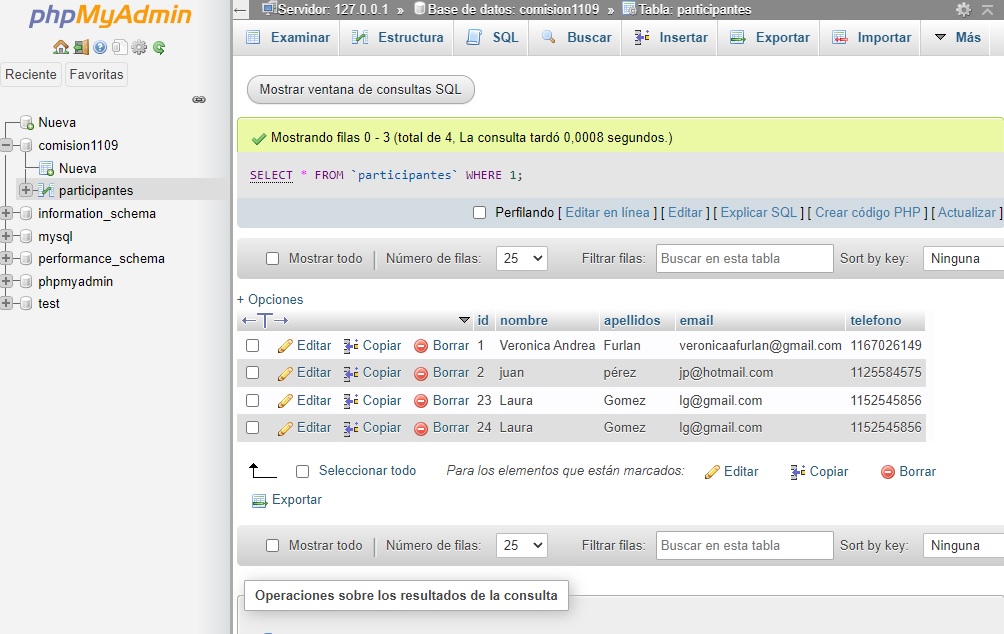 phpMyAdmin
Reciente Favoritas
Nueva
comision1109
Nueva
participantes
information_schema
mysql
performance_schema
phpmyadmin
test
Servidor: 127.0.0.1 » Base de datos: comision1109 » Tabla: participantes
Examinar Estructura SQL Buscar Insertar Exportar Importar Más
Mostrar ventana de consultas SQL
Mostrando filas 0 - 3 (total de 4, La consulta tardó 0,0008 segundos.)
SELECT * FROM `participantes` WHERE 1;
Perfilando [ Editar en línea ] [ Editar ] [ Explicar SQL ] [ Crear código PHP ] [ Actualizar ]
Mostrar todo Número de filas: 25 Filtrar filas: Buscar en esta tabla Sort by key: Ninguna
+ Opciones
←T→ id nombre apellidos email telefono
Editar Copiar Borrar 1 Veronica Andrea Furlan veronicaafurlan@gmail.com 1167026149
Editar Copiar Borrar 2 juan pérez jp@hotmail.com 1125584575
Editar Copiar Borrar 23 Laura Gomez lg@gmail.com 1152545856
Editar Copiar Borrar 24 Laura Gomez lg@gmail.com 1152545856
Seleccionar todo Para los elementos que están marcados: Editar Copiar Borrar
Exportar
Mostrar todo Número de filas: 25 Filtrar filas: Buscar en esta tabla Sort by key: Ninguna
Operaciones sobre los resultados de la consulta